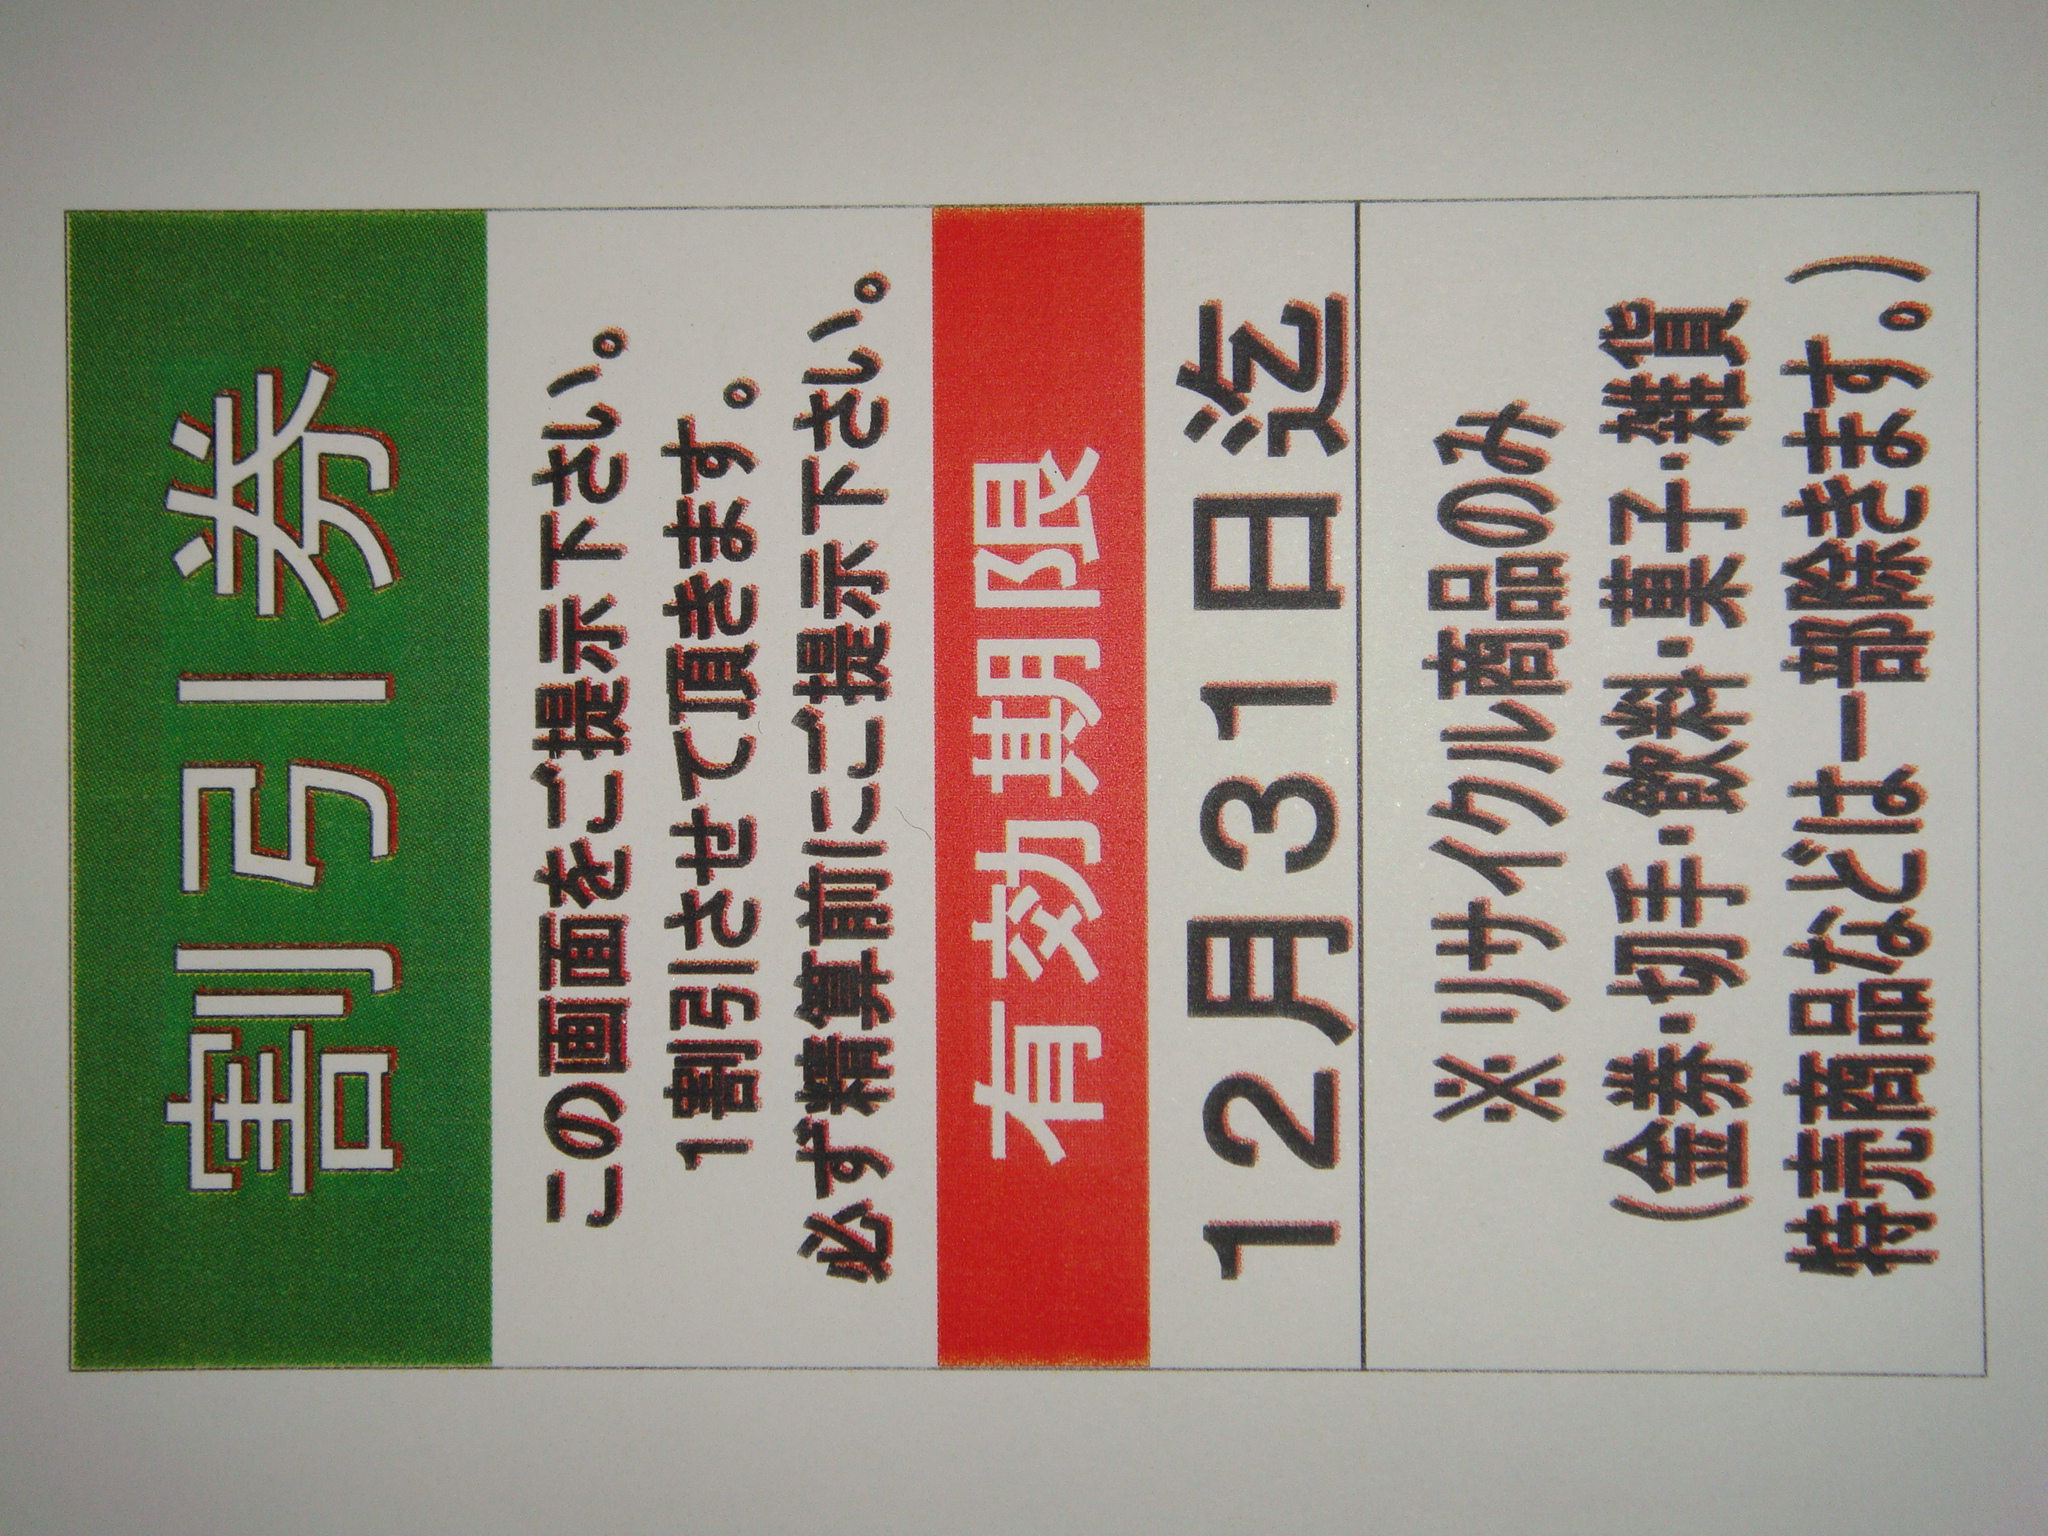 割引券
この画面をご提示下さい。
1割引させて頂きます。
必ず精算前にご提示下さい。
有効期限
12月31日迄
※リサイクル商品のみ
(金券・切手・飲料・菓子・雑貨
特売商品などは一部除きます。)